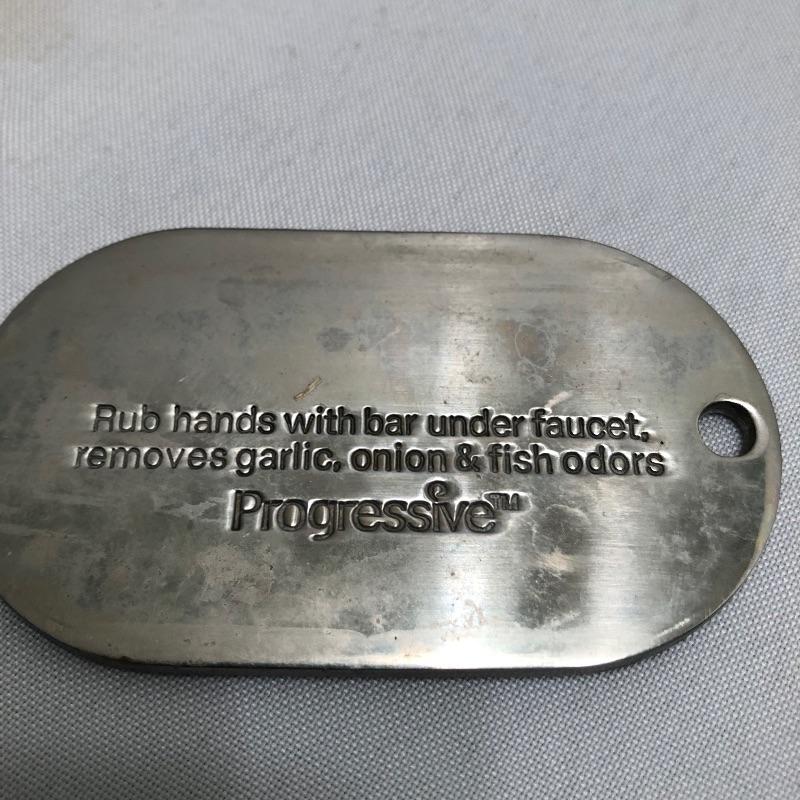 Rub hands with bar under faucet,
removes garlic, onion & fish odors
Progressive™